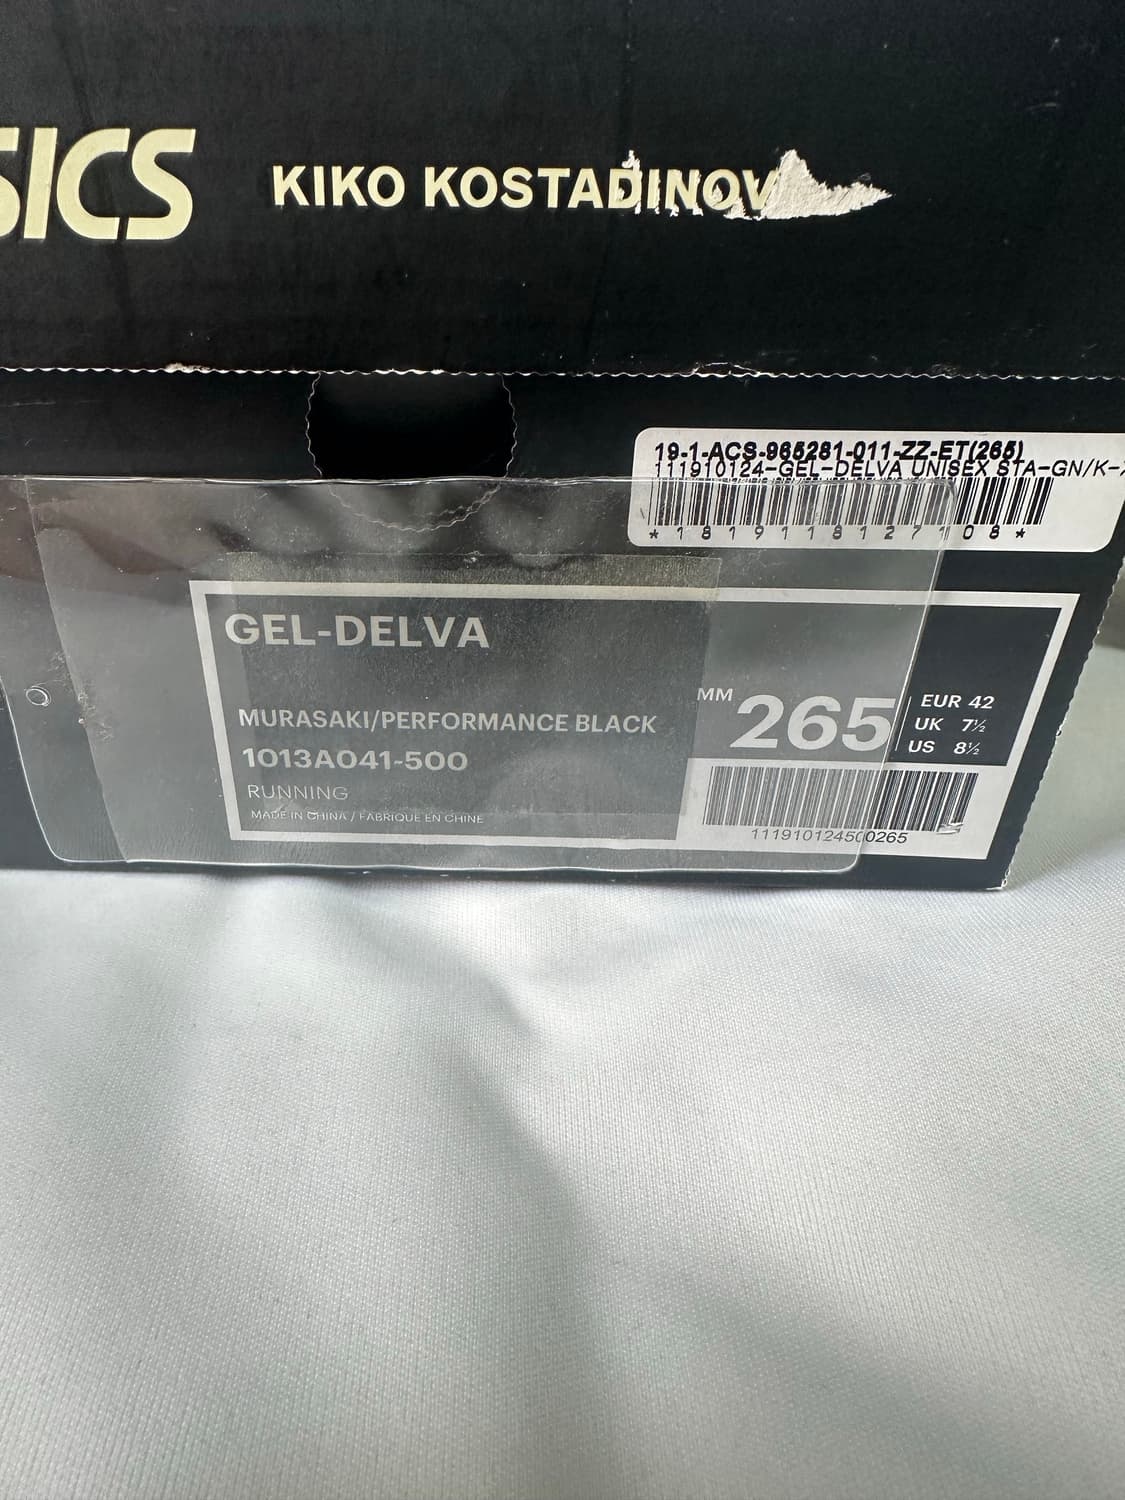 SICS
KIKO KOSTADINOV
19-1-ACS-965281-011-ZZ-ET(265)
111910124-GEL-DELVA UNISEX STA-GN/K-
*1819118127108*
GEL-DELVA
MURASAKI/PERFORMANCE BLACK
1013A041-500
RUNNING
MADE IN CHINA / FABRIQUE EN CHINE
MM 265
EUR 42
UK 7½
US 8½
111910124500265